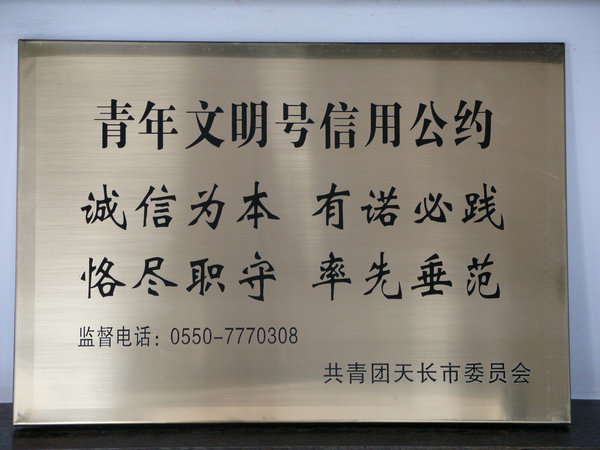 青年文明号信用公约
诚信为本 有诺必践
恪尽职守 率先垂范
监督电话：0550-7770308
共青团天长市委员会